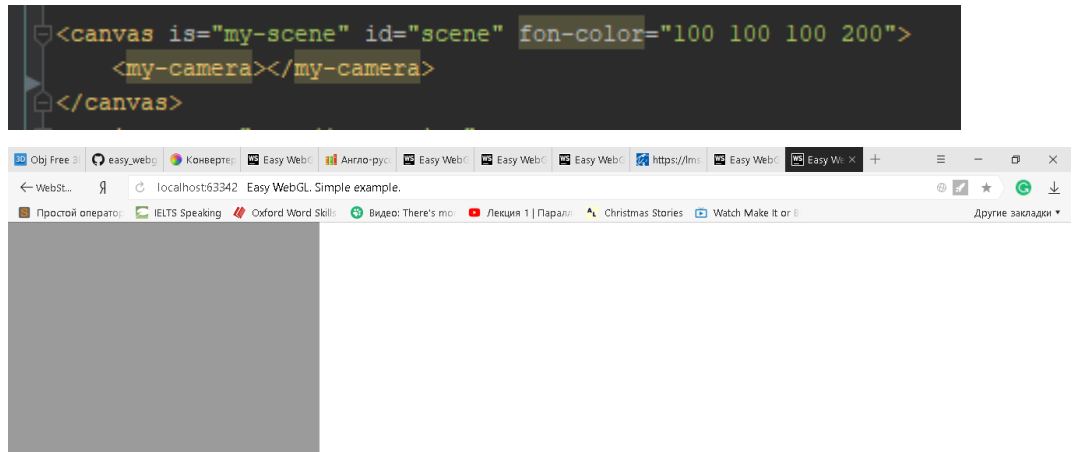 <canvas is="my-scene" id="scene" fon-color="100 100 100 200">
<my-camera></my-camera>
</canvas>
Obj Free 3 easy_webg Конвертер Easy WebG Англо-рус Easy WebG Easy WebG Easy WebG https://lms Easy WebG Easy We
WebSt... Я localhost:63342 Easy WebGL. Simple example.
Простой оператор IELTS Speaking Oxford Word Skills Видео: There's mo Лекция 1 | Паралл Christmas Stories Watch Make It or B Другие закладки